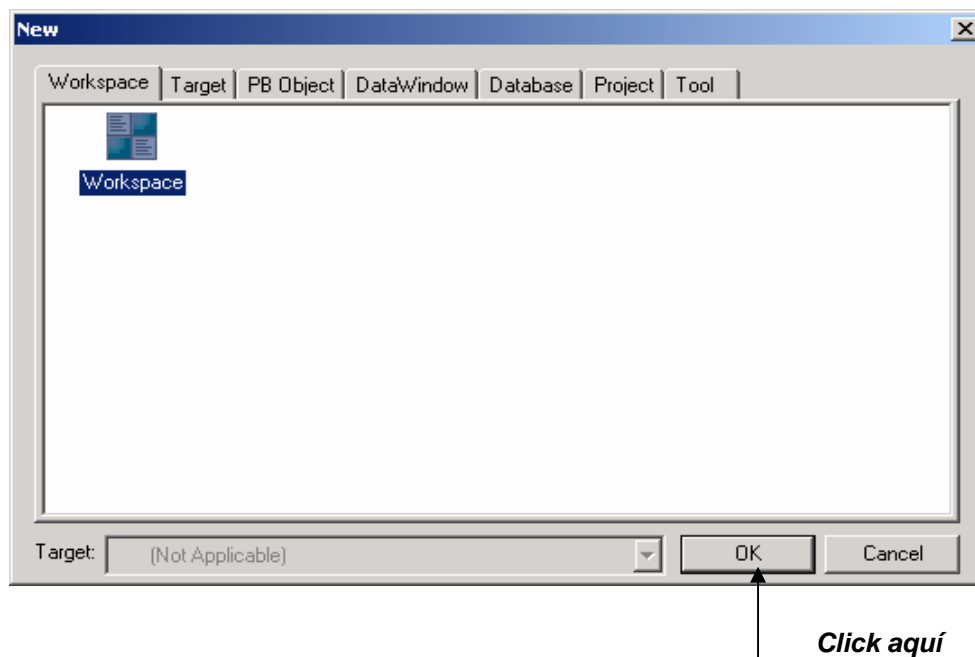 New
Workspace Target PB Object DataWindow Database Project Tool
Workspace
Target: (Not Applicable) OK Cancel
Click aquí